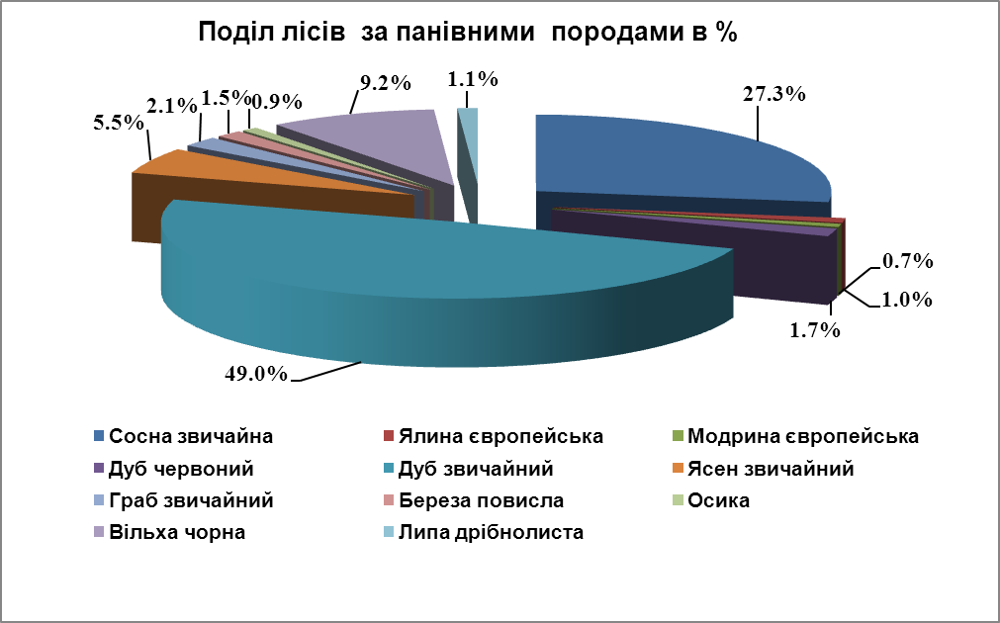 Поділ лісів за панівними породами в %
27.3%
0.7%
1.0%
1.7%
49.0%
5.5%
2.1%
1.5%
0.9%
9.2%
1.1%
Сосна звичайна
Ялина європейська
Модрина європейська
Дуб червоний
Дуб звичайний
Ясен звичайний
Граб звичайний
Береза повисла
Осика
Вільха чорна
Липа дрібнолиста